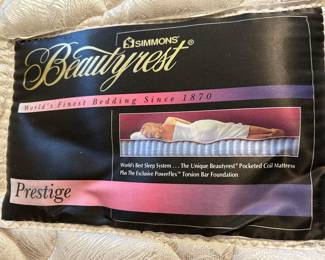 SIMMONS®
Beautyrest®
World's Finest Bedding Since 1870
World's Best Sleep System . . . The Unique Beautyrest® Pocketed Coil Mattress
Plus The Exclusive PowerFlex™ Torsion Bar Foundation
Prestige